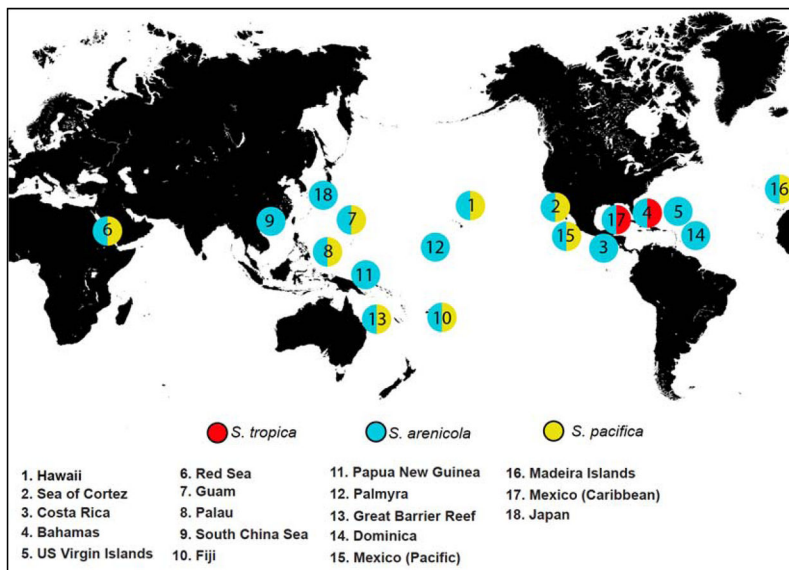 16
18
1
2
9
7
17
4
5
6
15
14
8
12
3
11
13
10
S. tropica
S. arenicola
S. pacifica
1. Hawaii
2 Sea of Cortez
3 Costa Rica
4 Bahamas
5 US Virgin Islands
6. Red Sea
7. Guam
8 Palau
9. South China Sea
10. Fiji
11. Papua New Guinea
12 Palmyra
13. Great Barrier Reef
14. Dominica
15. Mexico (Pacific)
16. Madeira Islands
17. Mexico (Caribbean)
18. Japan